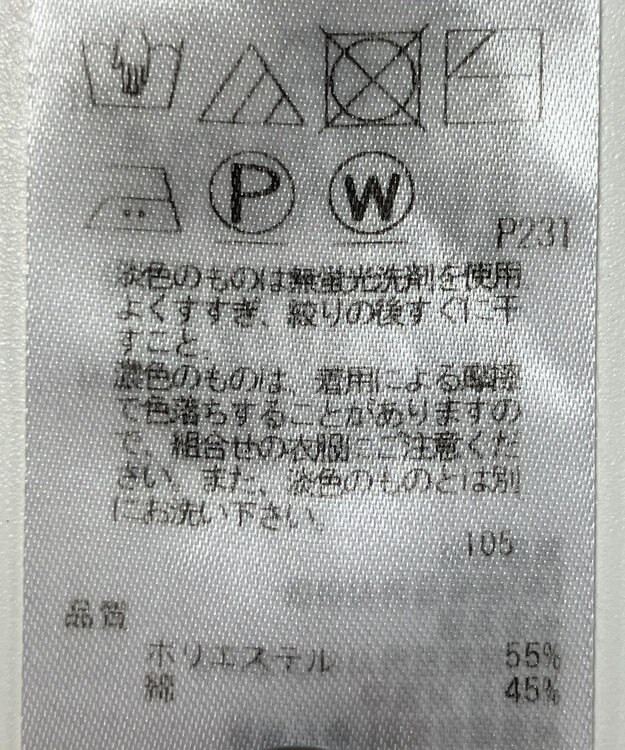 P W
P231
淡色のものは無蛍光洗剤を使用
よくすすぎ、絞りの後すぐに干
すこと。
濃色のものは、着用による摩擦
で色落ちすることがありますの
で、組合せの衣服にご注意くだ
さい。また、淡色のものとは別
にお洗い下さい。
105
品質
ポリエステル 55%
綿 45%